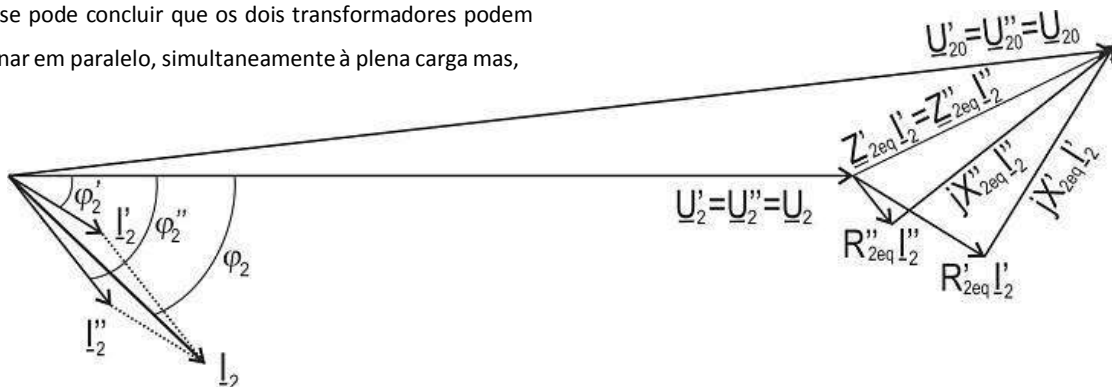 se pode concluir que os dois transformadores podem
nar em paralelo, simultaneamente à plena carga mas,
U'20=U''20=U20
Z'2eq I'2=Z''2eq I''2
jX''2eq I''2
jX'2eq I'2
U'2=U''2=U2
R''2eq I''2
R'2eq I'2
φ'2
φ''2
φ2
I'2
I''2
I2